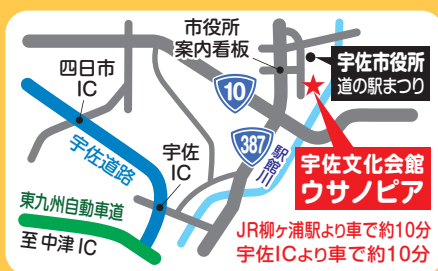 市役所
案内看板
宇佐市役所
道の駅まつり
四日市
IC
10
387
駅館川
宇佐道路
宇佐
IC
宇佐文化会館
ウサノピア
東九州自動車道
至 中津 IC
JR柳ヶ浦駅より車で約10分
宇佐ICより車で約10分